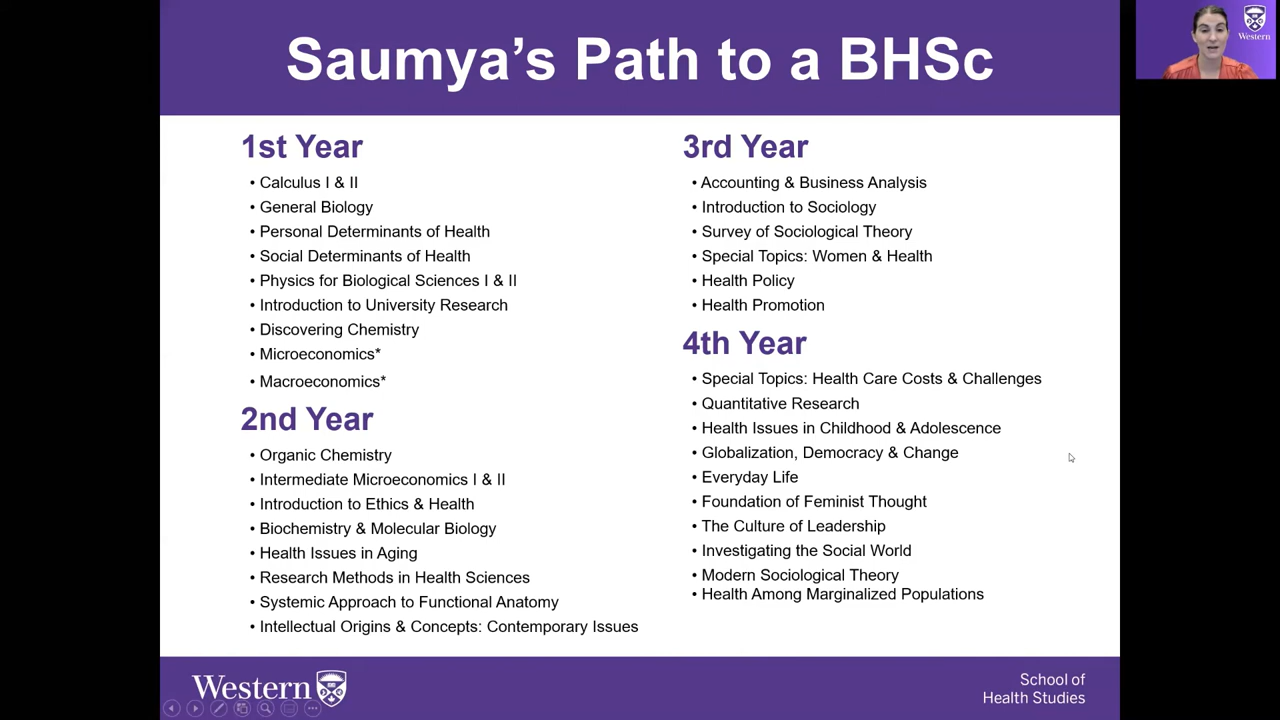 Saumya's Path to a BHSc
1st Year
• Calculus I & II
• General Biology
• Personal Determinants of Health
• Social Determinants of Health
• Physics for Biological Sciences I & II
• Introduction to University Research
• Discovering Chemistry
• Microeconomics*
• Macroeconomics*
2nd Year
• Organic Chemistry
• Intermediate Microeconomics I & II
• Introduction to Ethics & Health
• Biochemistry & Molecular Biology
• Health Issues in Aging
• Research Methods in Health Sciences
• Systemic Approach to Functional Anatomy
• Intellectual Origins & Concepts: Contemporary Issues
3rd Year
• Accounting & Business Analysis
• Introduction to Sociology
• Survey of Sociological Theory
• Special Topics: Women & Health
• Health Policy
• Health Promotion
4th Year
• Special Topics: Health Care Costs & Challenges
• Quantitative Research
• Health Issues in Childhood & Adolescence
• Globalization, Democracy & Change
• Everyday Life
• Foundation of Feminist Thought
• The Culture of Leadership
• Investigating the Social World
• Modern Sociological Theory
• Health Among Marginalized Populations
Western
School of
Health Studies
Western